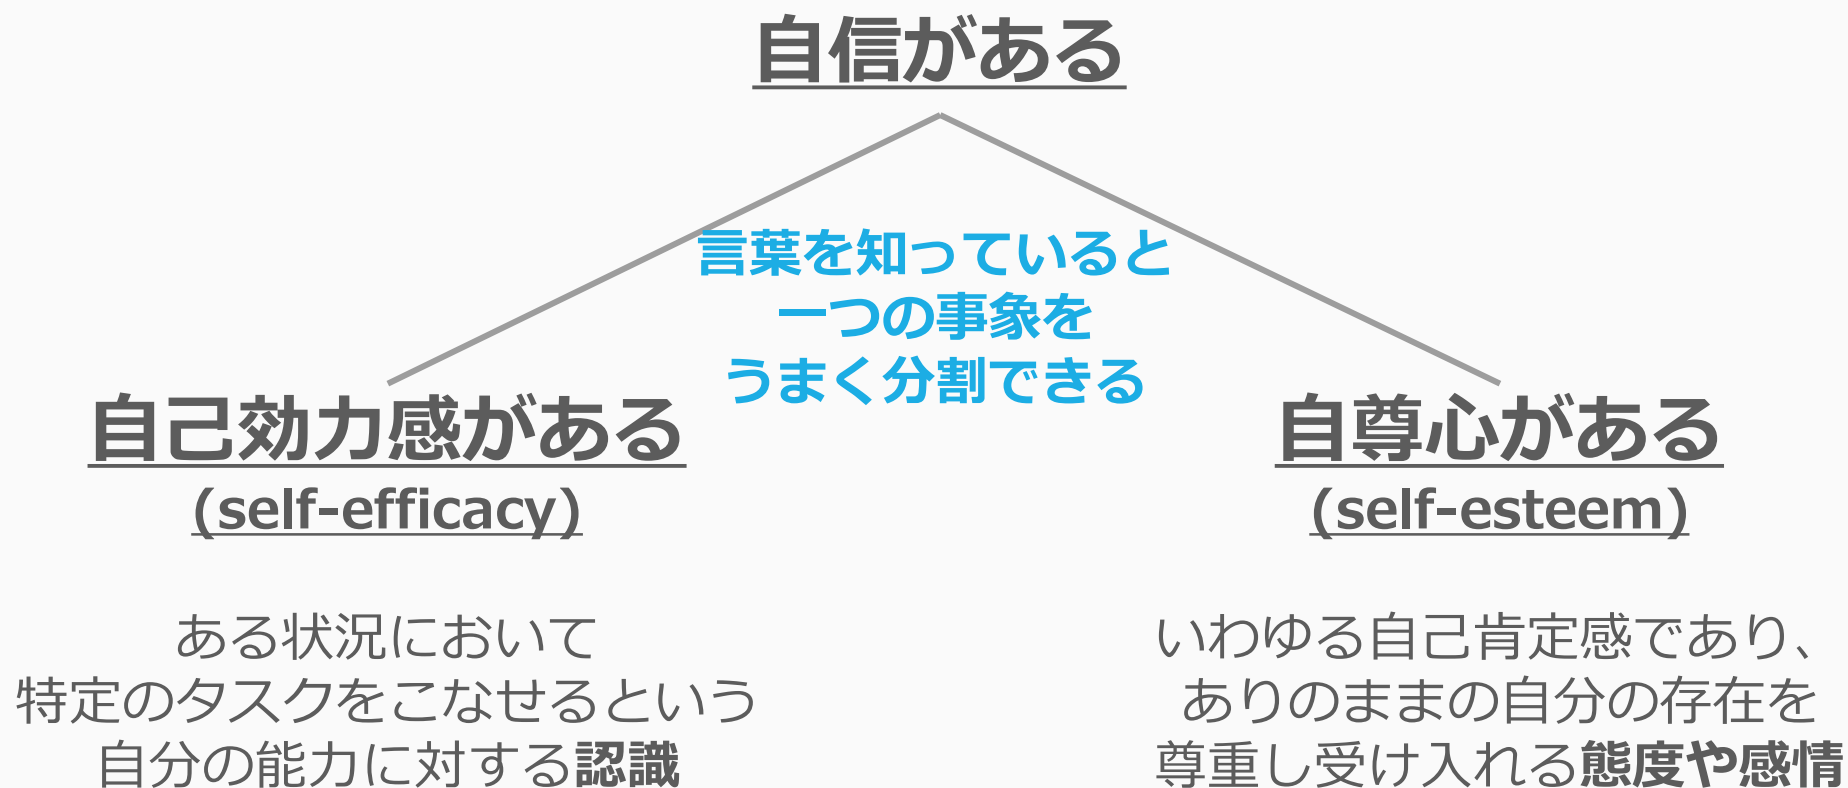 自信がある
言葉を知っていると
一つの事象を
うまく分割できる
自己効力感がある
(self-efficacy)
ある状況において
特定のタスクをこなせるという
自分の能力に対する認識
自尊心がある
(self-esteem)
いわゆる自己肯定感であり、
ありのままの自分の存在を
尊重し受け入れる態度や感情